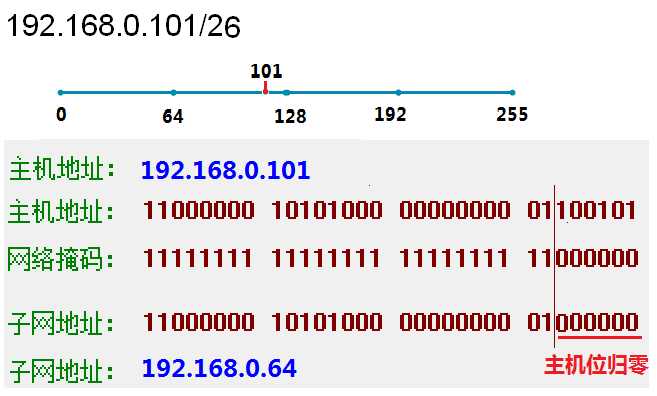 192.168.0.101/26
101
0 64 128 192 255
主机地址： 192.168.0.101
主机地址： 11000000 10101000 00000000 01100101
网络掩码： 11111111 11111111 11111111 11000000
子网地址： 11000000 10101000 00000000 01000000
子网地址： 192.168.0.64
主机位归零